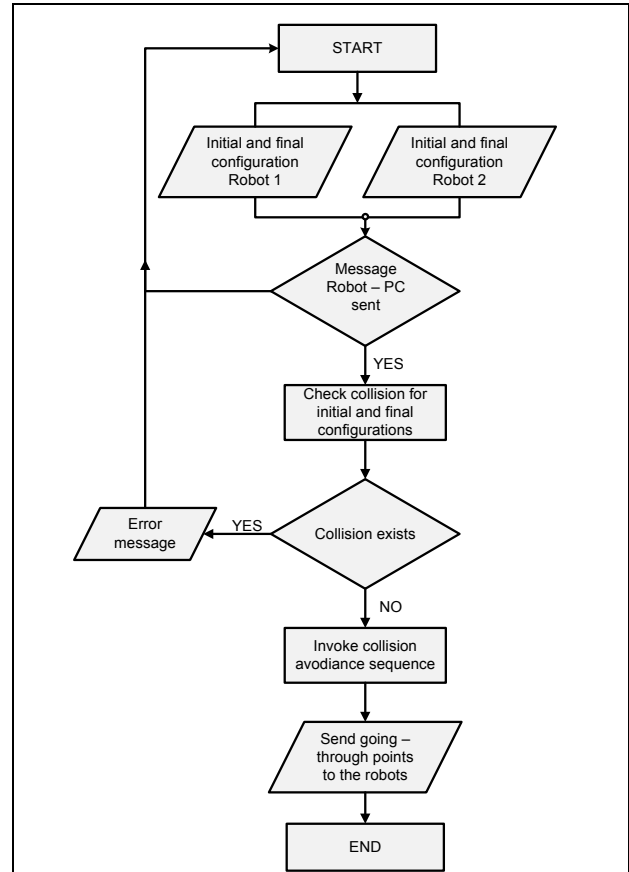 START
Initial and final
configuration
Robot 1
Initial and final
configuration
Robot 2
Message
Robot – PC
sent
YES
Check collision for
initial and final
configurations
Error
message
YES
Collision exists
NO
Invoke collision
avodiance sequence
Send going –
through points
to the robots
END